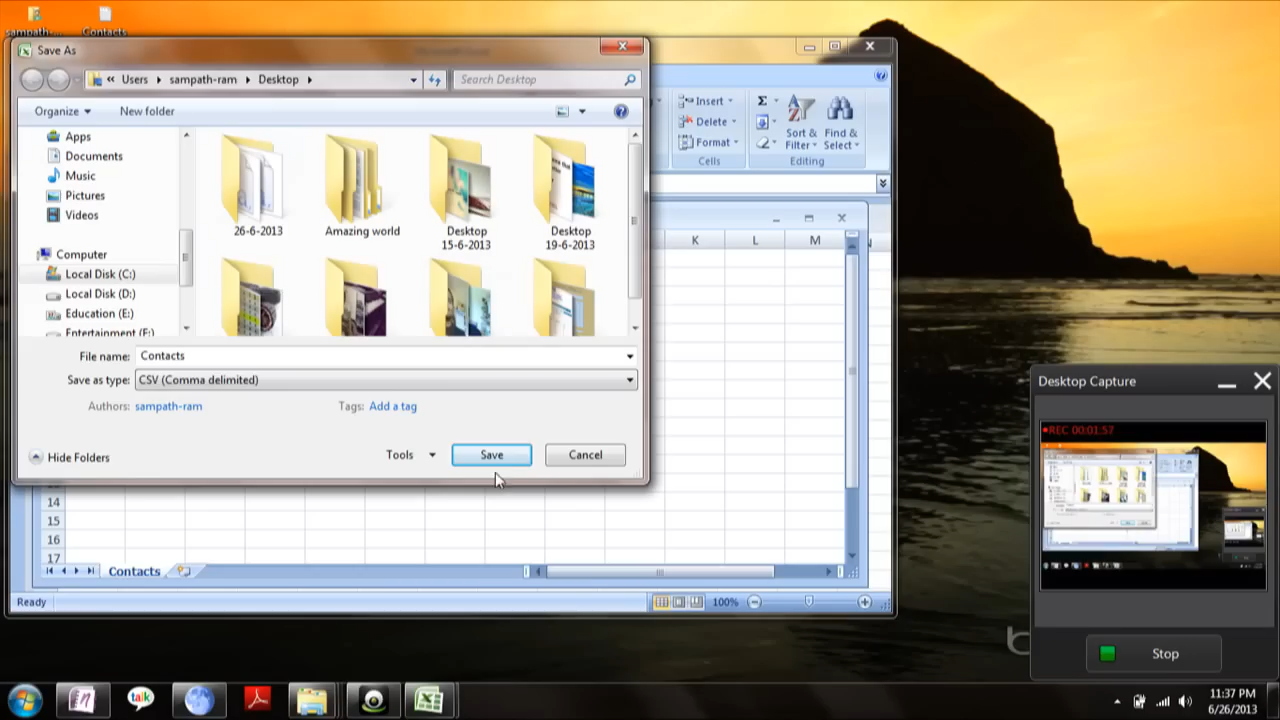 Contacts
Save As
« Users ▸ sampath-ram ▸ Desktop ▸
Search Desktop
Organize
New folder
Apps
Documents
Music
Pictures
Videos
Computer
Local Disk (C:)
Local Disk (D:)
Education (E:)
Entertainment (F:)
26-6-2013
Amazing world
Desktop
15-6-2013
Desktop
19-6-2013
File name: Contacts
Save as type: CSV (Comma delimited)
Authors: sampath-ram
Tags: Add a tag
Hide Folders
Tools
Save
Cancel
Insert
Delete
Format
Cells
Σ
Sort &
Filter
Find &
Select
Editing
K L M
14
15
16
17
Contacts
Ready
100%
Desktop Capture
REC 00:01:57
Stop
talk
11:37 PM
6/26/2013